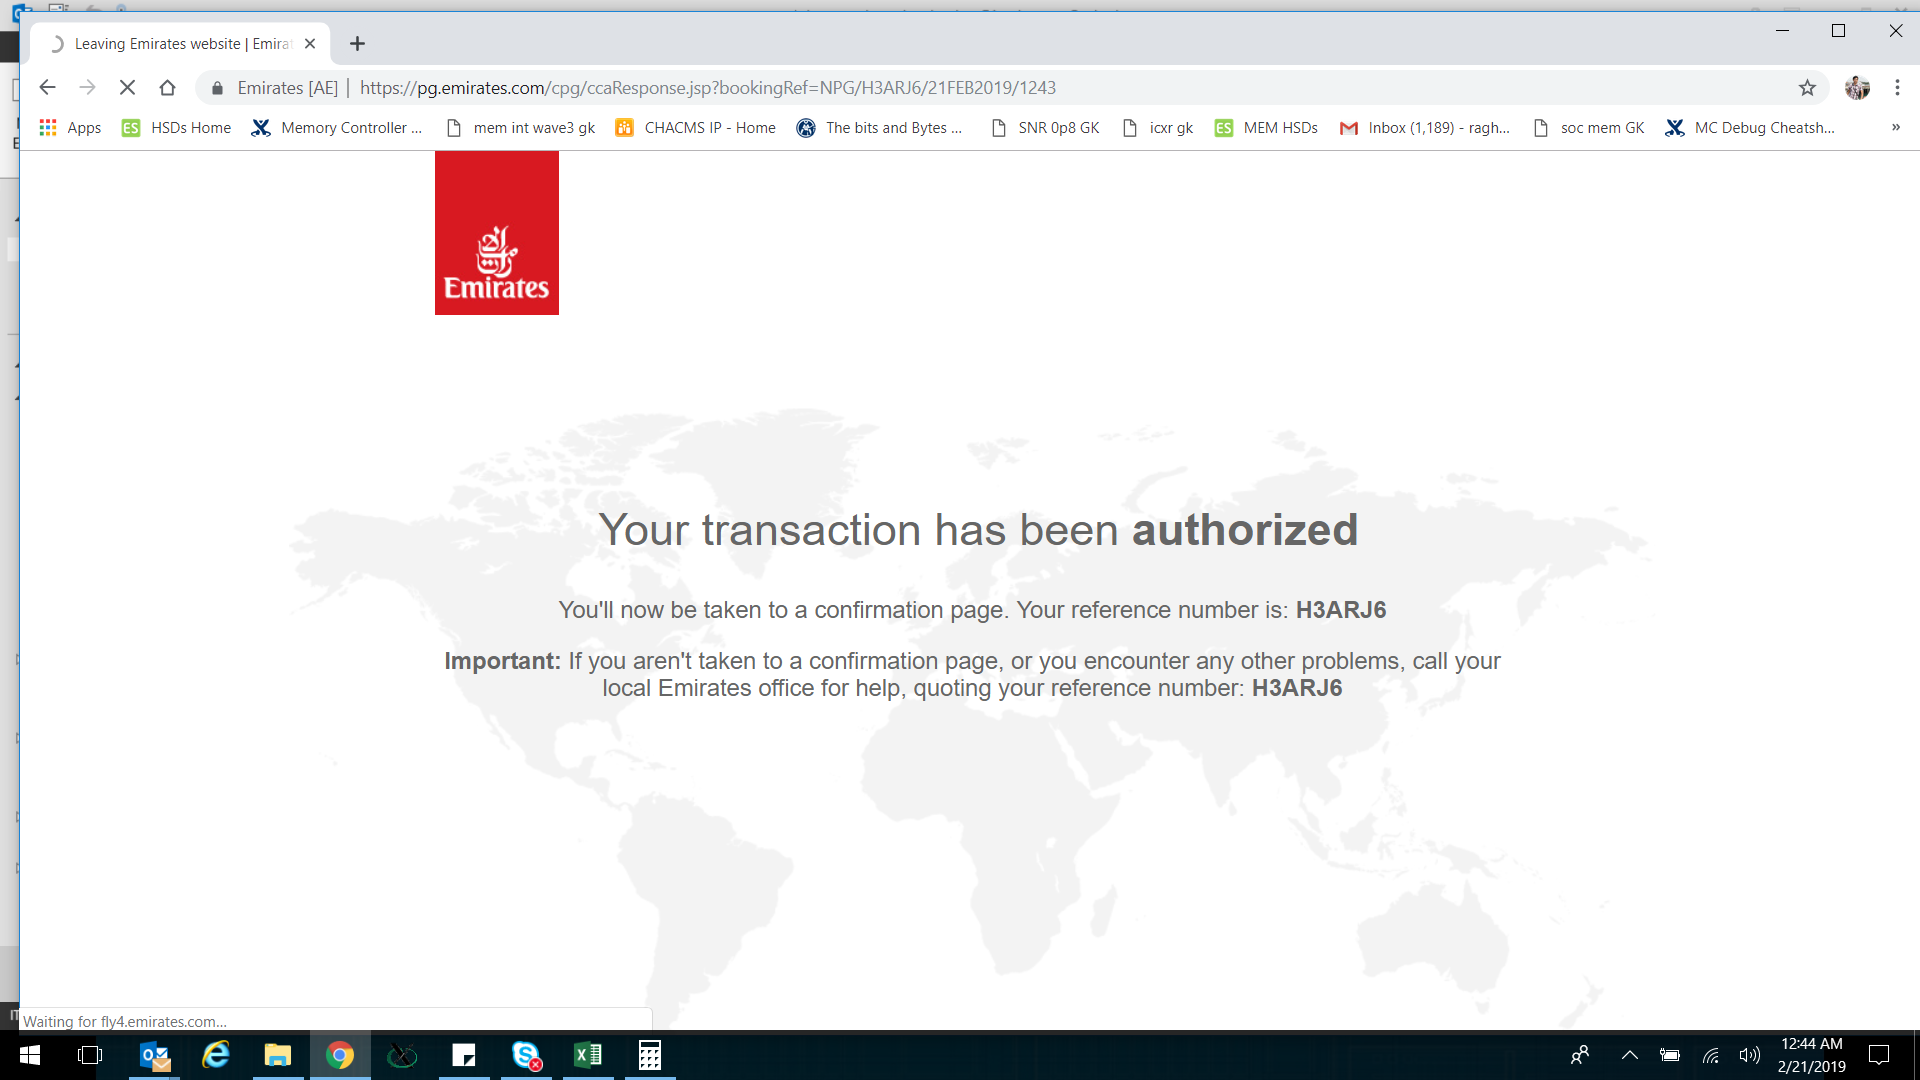 Leaving Emirates website | Emirat
Emirates [AE] | https://pg.emirates.com/cpg/ccaResponse.jsp?bookingRef=NPG/H3ARJ6/21FEB2019/1243
Apps HSDs Home Memory Controller ... mem int wave3 gk CHACMS IP - Home The bits and Bytes ... SNR 0p8 GK icxr gk MEM HSDs Inbox (1,189) - ragh... soc mem GK MC Debug Cheatsh... »
Emirates
Your transaction has been authorized
You'll now be taken to a confirmation page. Your reference number is: H3ARJ6
Important: If you aren't taken to a confirmation page, or you encounter any other problems, call your
local Emirates office for help, quoting your reference number: H3ARJ6
Waiting for fly4.emirates.com...
12:44 AM
2/21/2019